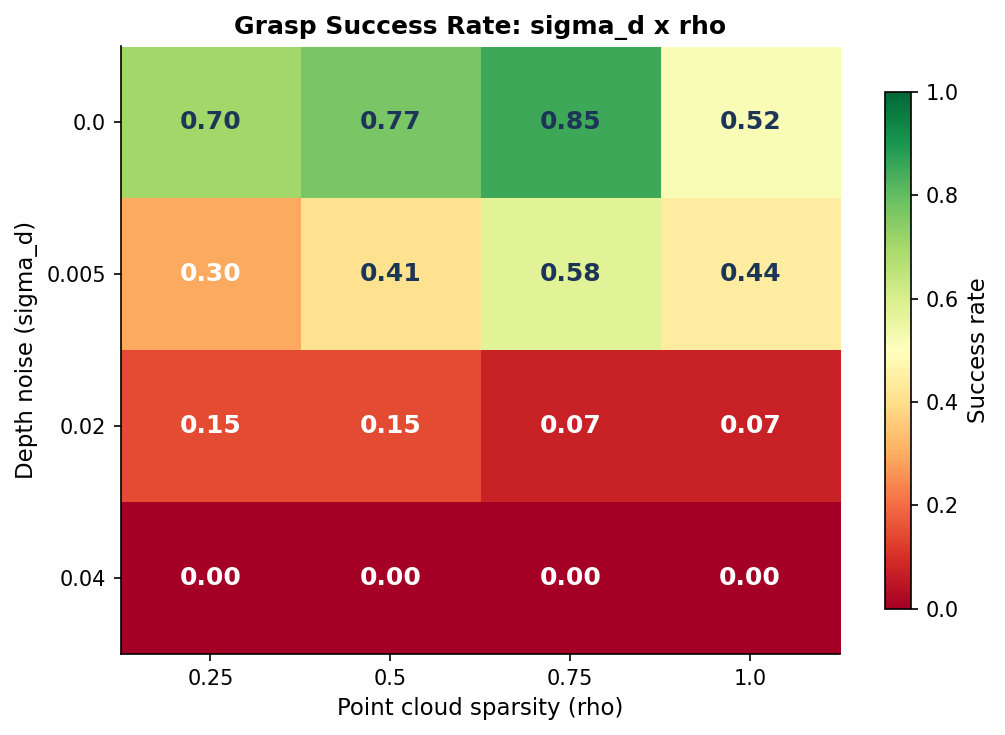 Grasp Success Rate: sigma_d x rho
Depth noise (sigma_d)
0.0 0.70 0.77 0.85 0.52
0.005 0.30 0.41 0.58 0.44
0.02 0.15 0.15 0.07 0.07
0.04 0.00 0.00 0.00 0.00
0.25 0.5 0.75 1.0
Point cloud sparsity (rho)
1.0
0.8
0.6
0.4
0.2
0.0
Success rate